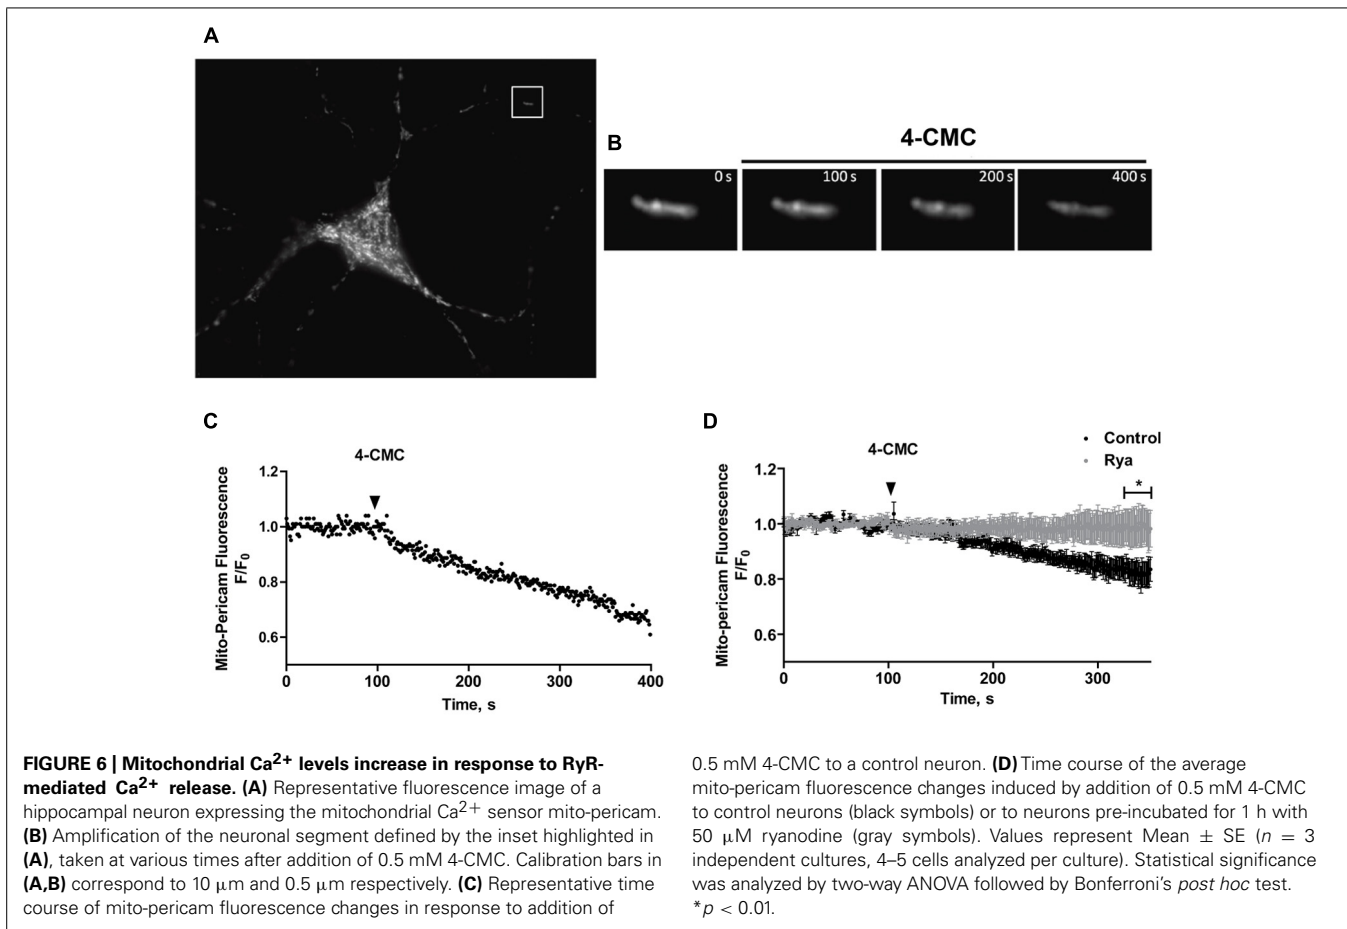 A
B
4-CMC
0 s
100 s
200 s
400 s
C
4-CMC
Mito-Pericam Fluorescence
F/F0
1.2
1.0
0.8
0.6
0
100
200
300
400
Time, s
D
Control
Rya
4-CMC
*
Mito-pericam Fluorescence
F/F0
1.2
1.0
0.8
0.6
0
100
200
300
Time, s
FIGURE 6 | Mitochondrial Ca2+ levels increase in response to RyR-
mediated Ca2+ release. (A) Representative fluorescence image of a
hippocampal neuron expressing the mitochondrial Ca2+ sensor mito-pericam.
(B) Amplification of the neuronal segment defined by the inset highlighted in
(A), taken at various times after addition of 0.5 mM 4-CMC. Calibration bars in
(A,B) correspond to 10 μm and 0.5 μm respectively. (C) Representative time
course of mito-pericam fluorescence changes in response to addition of
0.5 mM 4-CMC to a control neuron. (D) Time course of the average
mito-pericam fluorescence changes induced by addition of 0.5 mM 4-CMC
to control neurons (black symbols) or to neurons pre-incubated for 1 h with
50 μM ryanodine (gray symbols). Values represent Mean ± SE (n = 3
independent cultures, 4–5 cells analyzed per culture). Statistical significance
was analyzed by two-way ANOVA followed by Bonferroni's post hoc test.
*p < 0.01.